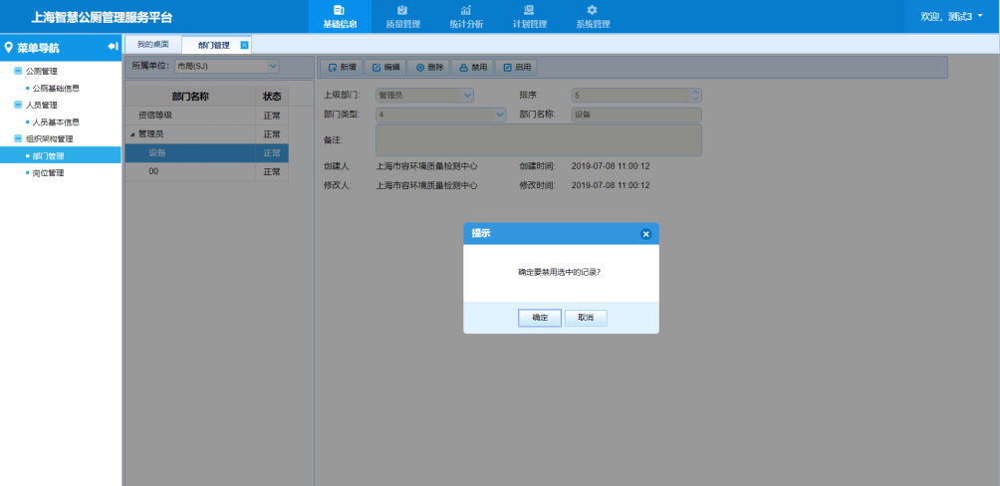 上海智慧公厕管理服务平台
基础信息 质量管理 统计分析 计划管理 系统管理
欢迎, 测试3
菜单导航
我的桌面 部门管理
公厕管理
公厕基础信息
人员管理
人员基本信息
组织架构管理
部门管理
岗位管理
所属单位: 市局(SJ)
新增 编辑 删除 禁用 启用
部门名称 状态
资信等级 正常
管理员 正常
设备 正常
00 正常
上级部门: 管理员 排序: 5
部门类型: 4 部门名称: 设备
备注:
创建人: 上海市容环境质量检测中心 创建时间: 2019-07-08 11:00:12
修改人: 上海市容环境质量检测中心 修改时间: 2019-07-08 11:00:12
提示
确定要禁用选中的记录?
确定 取消